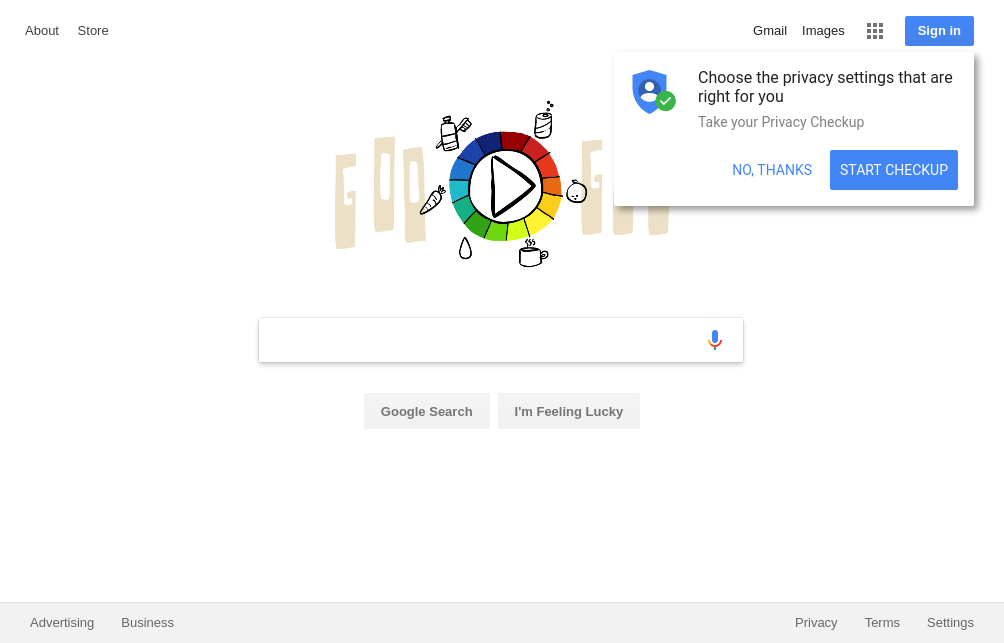 About Store Gmail Images Sign in
Choose the privacy settings that are
right for you
Take your Privacy Checkup
NO, THANKS START CHECKUP
Google Search I'm Feeling Lucky
Advertising Business Privacy Terms Settings